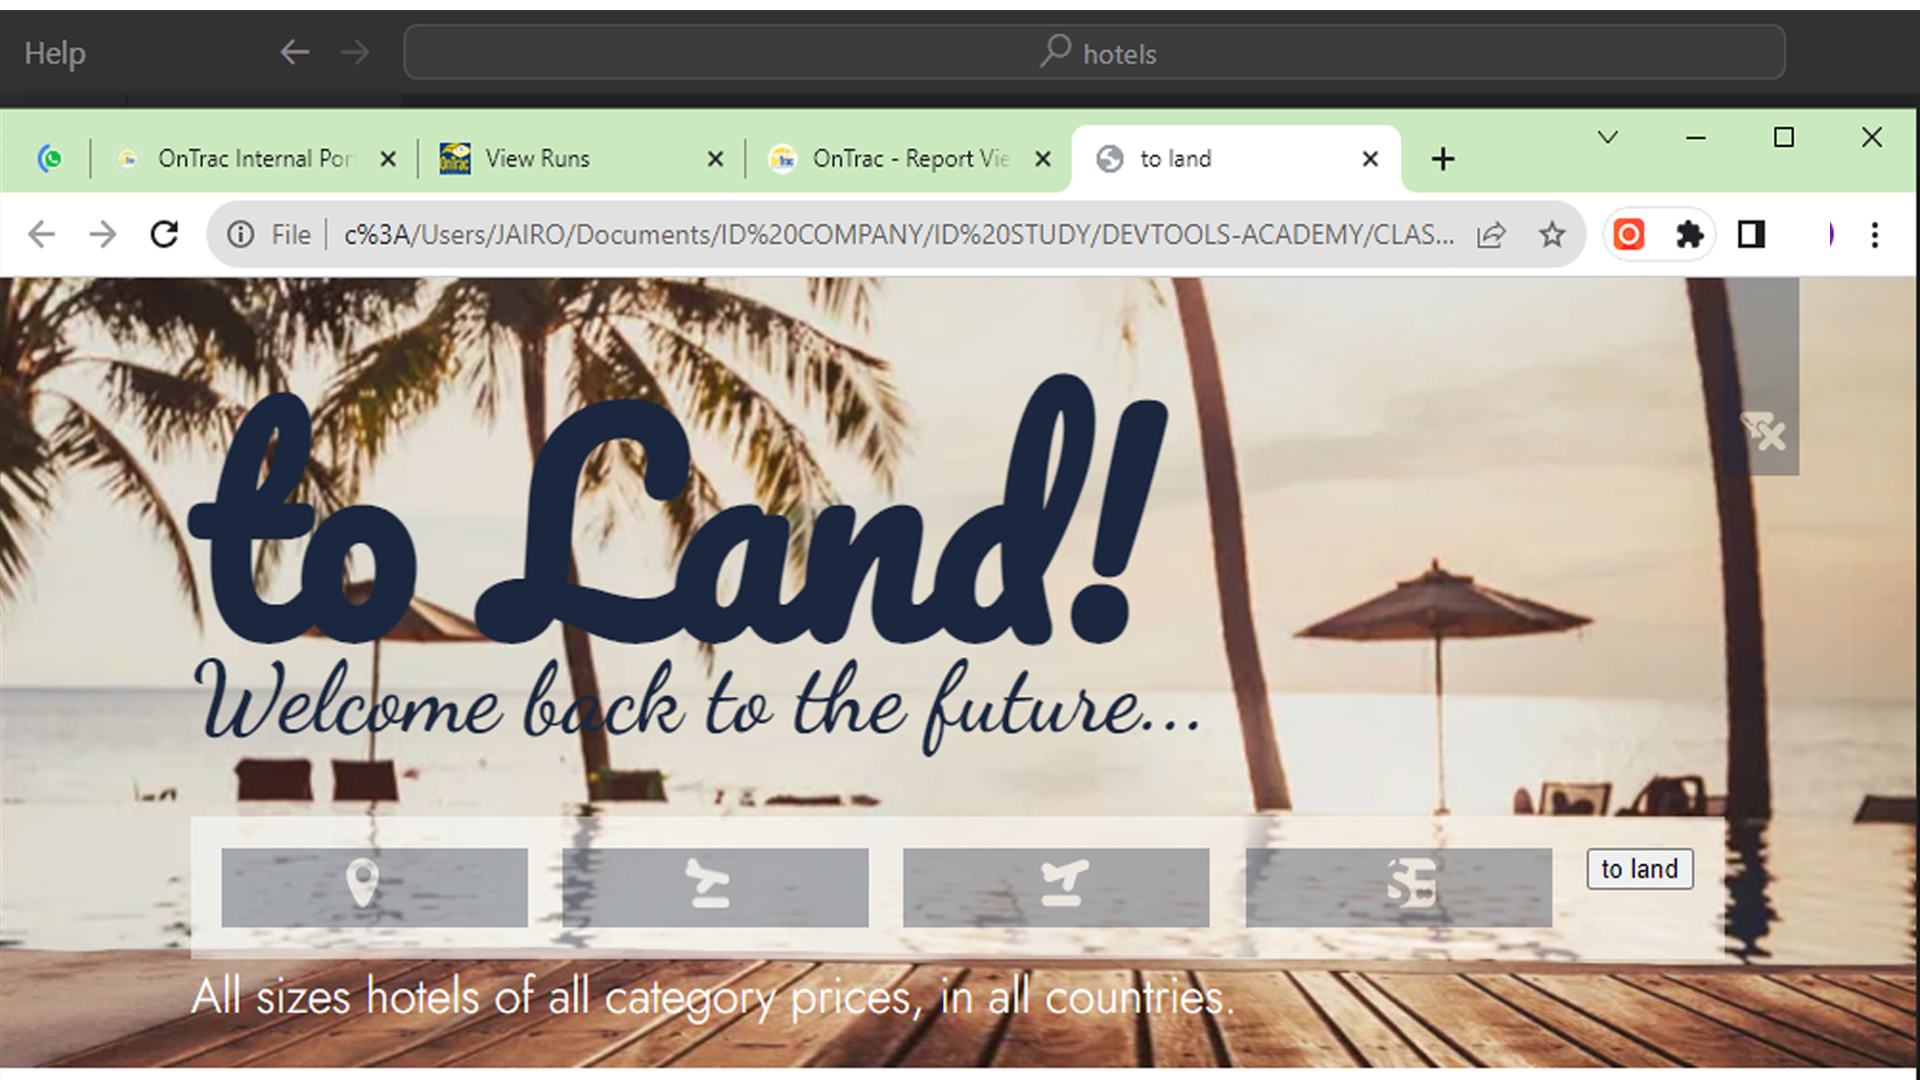 Help
hotels
OnTrac Internal Por
View Runs
OnTrac - Report Vie
to land
File
c%3A/Users/JAIRO/Documents/ID%20COMPANY/ID%20STUDY/DEVTOOLS-ACADEMY/CLAS...
to Land!
Welcome back to the future...
to land
All sizes hotels of all category prices, in all countries.